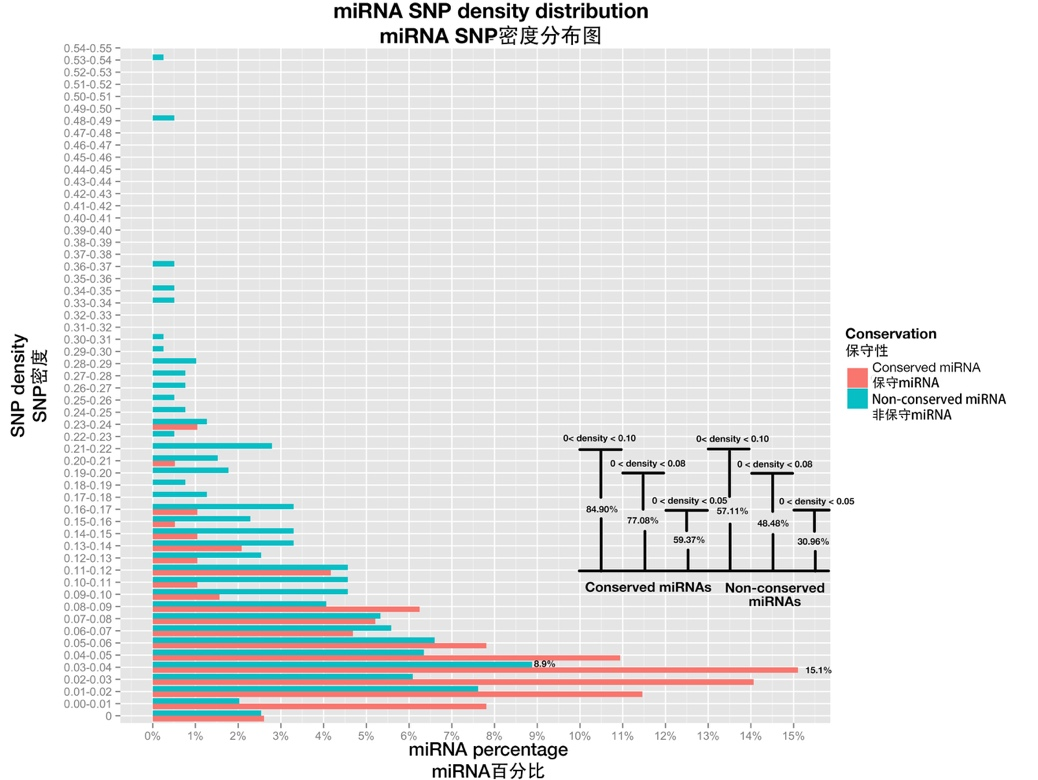 miRNA SNP density distribution
miRNA SNP密度分布图
0.54-0.55
0.53-0.54
0.52-0.53
0.51-0.52
0.50-0.51
0.49-0.50
0.48-0.49
0.47-0.48
0.46-0.47
0.45-0.46
0.44-0.45
0.43-0.44
0.42-0.43
0.41-0.42
0.40-0.41
0.39-0.40
0.38-0.39
0.37-0.38
0.36-0.37
0.35-0.36
0.34-0.35
0.33-0.34
0.32-0.33
0.31-0.32
0.30-0.31
0.29-0.30
0.28-0.29
0.27-0.28
0.26-0.27
0.25-0.26
0.24-0.25
0.23-0.24
0.22-0.23
0.21-0.22
0.20-0.21
0.19-0.20
0.18-0.19
0.17-0.18
0.16-0.17
0.15-0.16
0.14-0.15
0.13-0.14
0.12-0.13
0.11-0.12
0.10-0.11
0.09-0.10
0.08-0.09
0.07-0.08
0.06-0.07
0.05-0.06
0.04-0.05
0.03-0.04
0.02-0.03
0.01-0.02
0.00-0.01
0
SNP density
SNP密度
8.9%
15.1%
0< density < 0.10
0< density < 0.08
0< density < 0.05
84.90%
77.08%
59.37%
0< density < 0.10
0< density < 0.08
0< density < 0.05
57.11%
48.48%
30.96%
Conserved miRNAs
Non-conserved
miRNAs
0% 1% 2% 3% 4% 5% 6% 7% 8% 9% 10% 11% 12% 13% 14% 15%
miRNA percentage
miRNA百分比
Conservation
保守性
Conserved miRNA
保守miRNA
Non-conserved miRNA
非保守miRNA